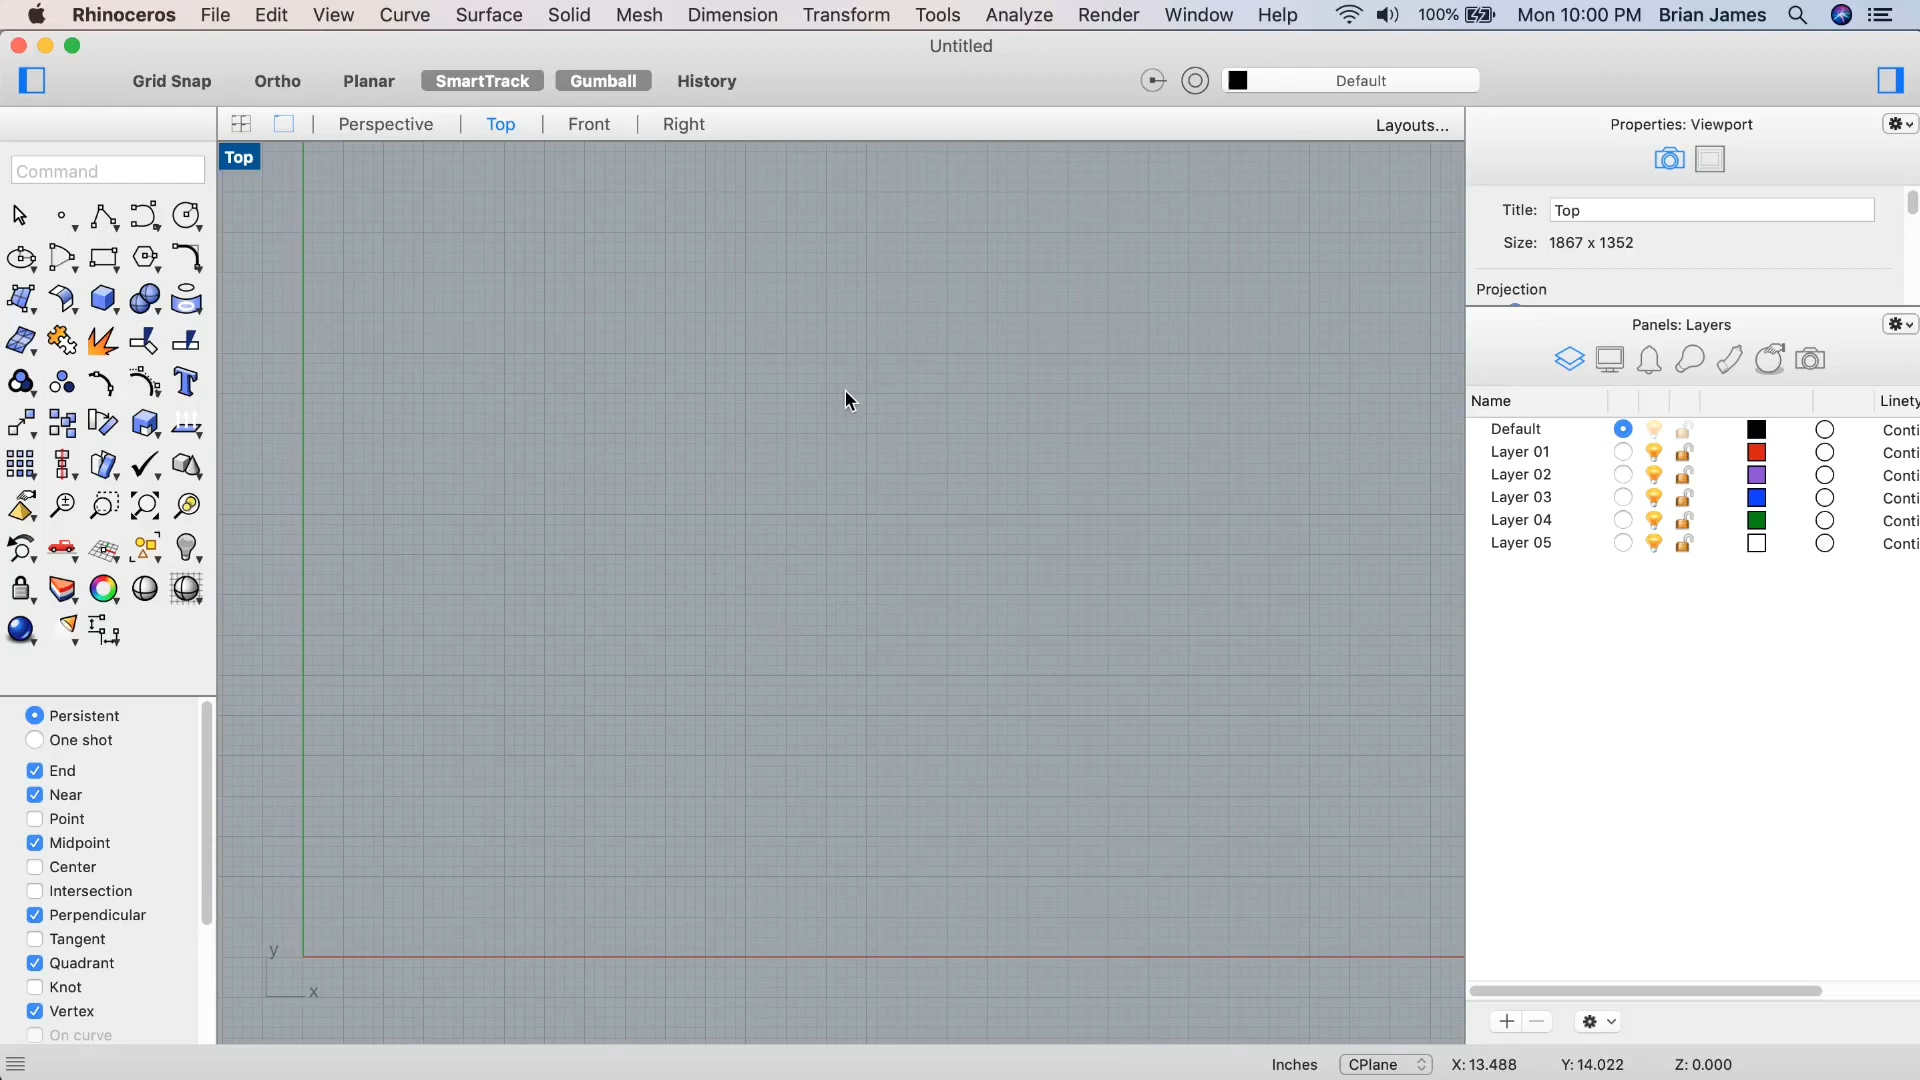 Rhinoceros File Edit View Curve Surface Solid Mesh Dimension Transform Tools Analyze Render Window Help 100% Mon 10:00 PM Brian James
Untitled
Grid Snap Ortho Planar SmartTrack Gumball History Default
Perspective Top Front Right Layouts...
Top
Command
Properties: Viewport
Title: Top
Size: 1867 x 1352
Projection
Panels: Layers
Name Linety
Default Conti
Layer 01 Conti
Layer 02 Conti
Layer 03 Conti
Layer 04 Conti
Layer 05 Conti
Persistent
One shot
End
Near
Point
Midpoint
Center
Intersection
Perpendicular
Tangent
Quadrant
Knot
Vertex
On curve
y
x
Inches CPlane X: 13.488 Y: 14.022 Z: 0.000